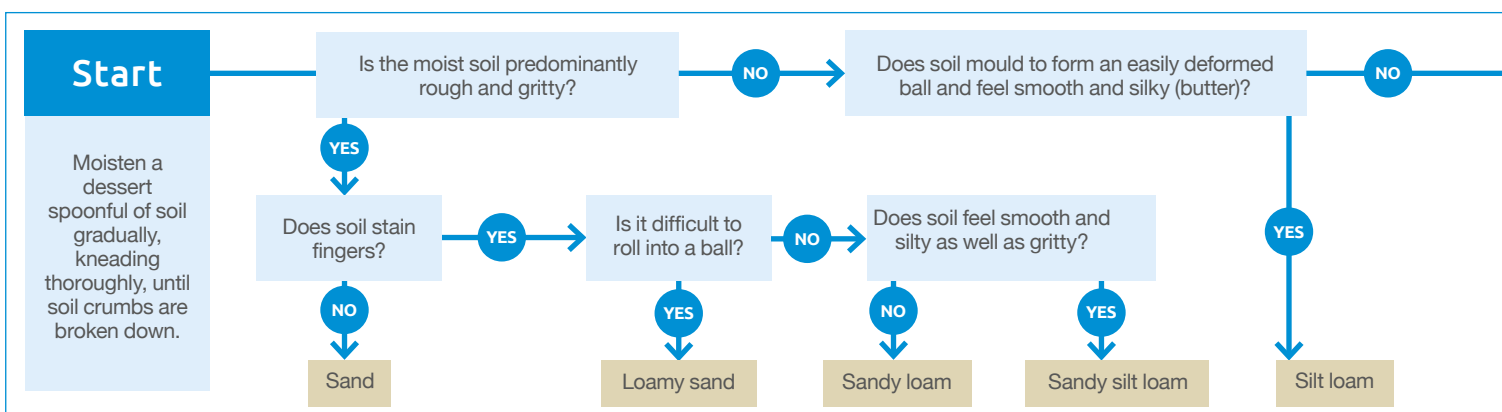 Start
Moisten a
dessert
spoonful of soil
gradually,
kneading
thoroughly, until
soil crumbs are
broken down.
Is the moist soil predominantly
rough and gritty?
NO
Does soil mould to form an easily deformed
ball and feel smooth and silky (butter)?
NO
YES
Does soil stain
fingers?
YES
Is it difficult to
roll into a ball?
NO
Does soil feel smooth and
silty as well as gritty?
YES
NO
YES
NO
YES
Sand
Loamy sand
Sandy loam
Sandy silt loam
Silt loam